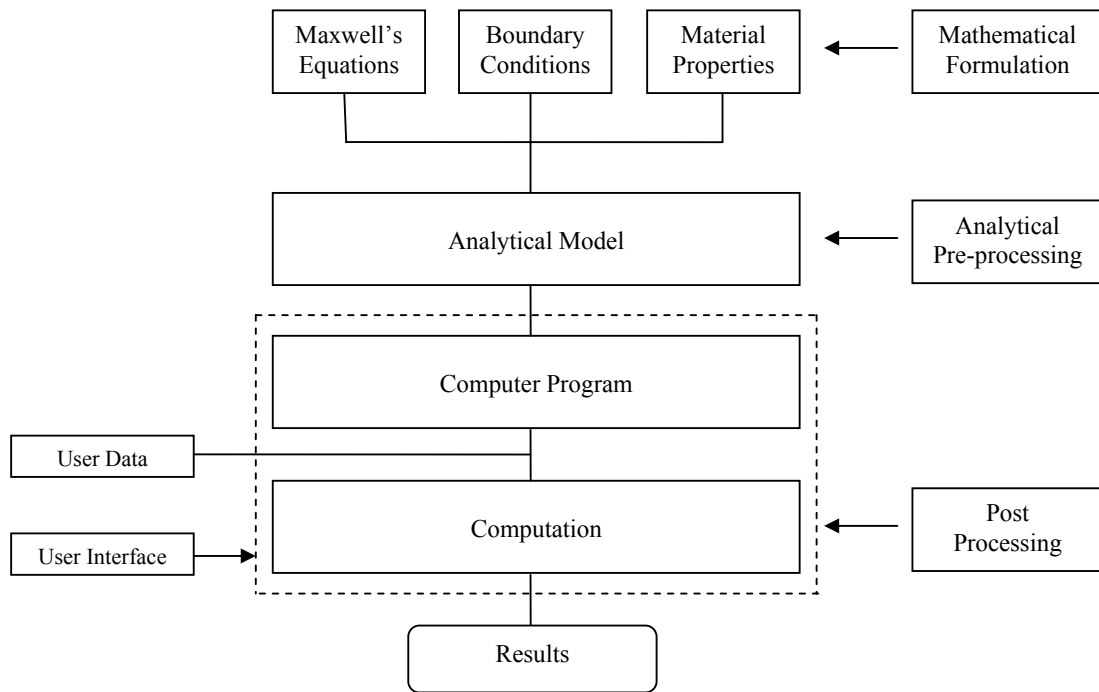 Maxwell’s
Equations
Boundary
Conditions
Material
Properties
Mathematical
Formulation
Analytical Model
Analytical
Pre-processing
Computer Program
User Data
Computation
Post
Processing
User Interface
Results